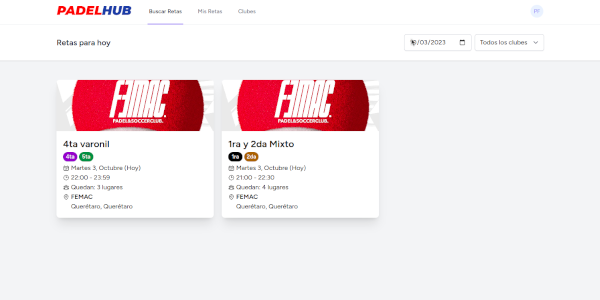 PADELHUB
Buscar Retas
Mis Retas
Clubes
PF
Retas para hoy
/03/2023
Todos los clubes
FEMAC
PADEL&SOCCERCLUB.
4ta varonil
4ta 5ta
Martes 3, Octubre (Hoy)
22:00 - 23:59
Quedan: 3 lugares
FEMAC
Querétaro, Querétaro
FEMAC
PADEL&SOCCERCLUB.
1ra y 2da Mixto
1ra 2da
Martes 3, Octubre (Hoy)
21:00 - 22:30
Quedan: 4 lugares
FEMAC
Querétaro, Querétaro